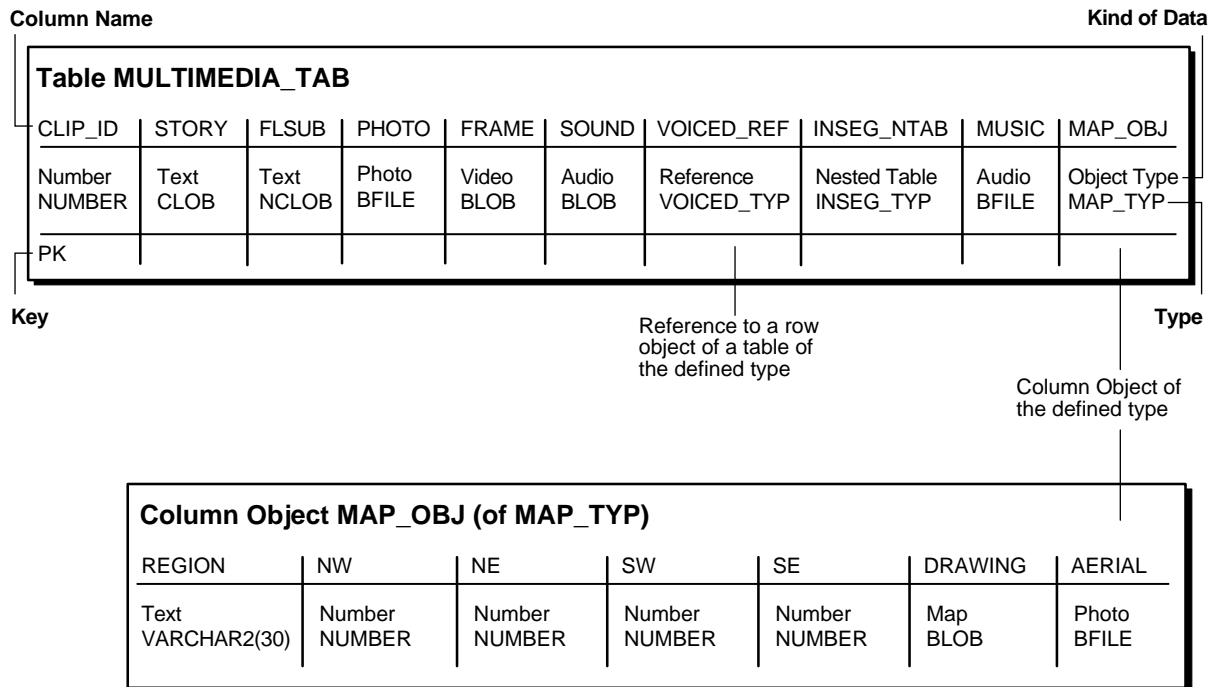 Column Name
Kind of Data
Table MULTIMEDIA_TAB
CLIP_ID STORY FLSUB PHOTO FRAME SOUND VOICED_REF INSEG_NTAB MUSIC MAP_OBJ
Number Text Text Photo Video Audio Reference Nested Table Audio Object Type
NUMBER CLOB NCLOB BFILE BLOB BLOB VOICED_TYP INSEG_TYP BFILE MAP_TYP
PK
Key
Type
Reference to a row
object of a table of
the defined type
Column Object of
the defined type
Column Object MAP_OBJ (of MAP_TYP)
REGION NW NE SW SE DRAWING AERIAL
Text Number Number Number Number Map Photo
VARCHAR2(30) NUMBER NUMBER NUMBER NUMBER BLOB BFILE